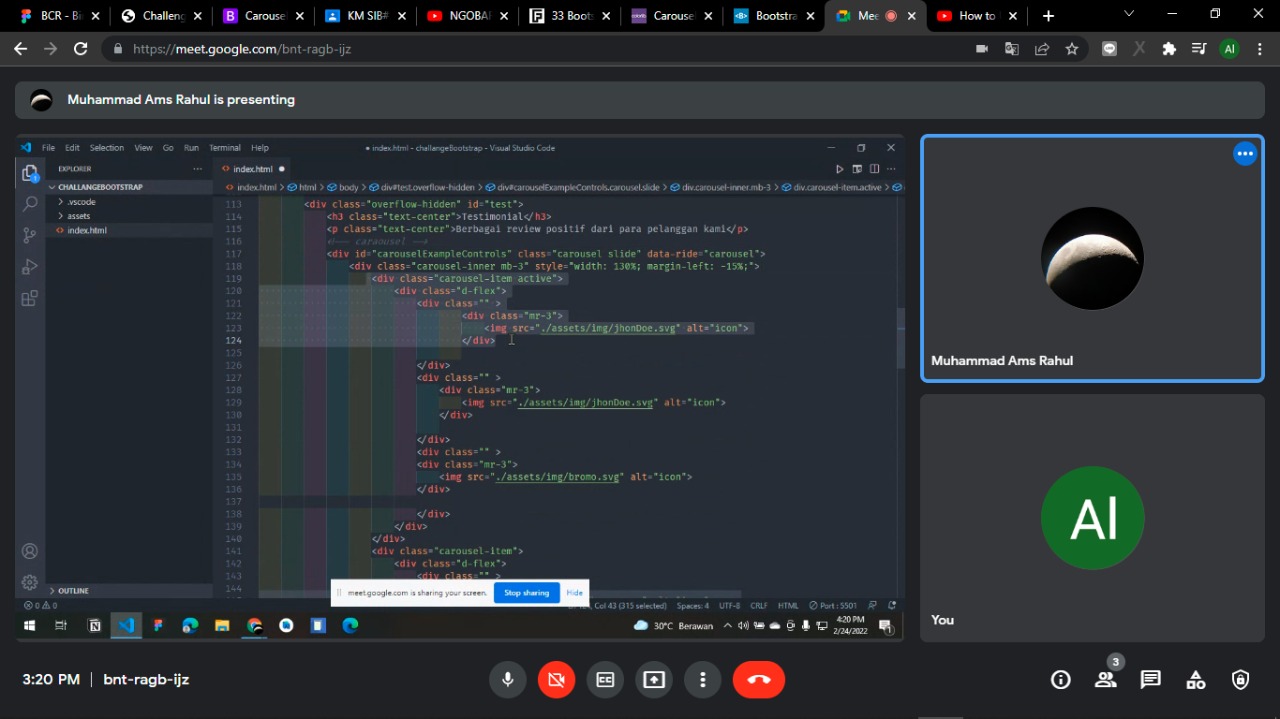 BCR - Bi
Challeng
Carouse
KM SIB#
NGOBA
33 Boots
Carouse
Bootstra
Mee
How to
https://meet.google.com/bnt-ragb-ijz
Al
Muhammad Ams Rahul is presenting
File Edit Selection View Go Run Terminal Help
● index.html - challangeBootstrap - Visual Studio Code
EXPLORER
index.html ●
CHALLANGEBOOTSTRAP
index.html > html > body > div#test.overflow-hidden > div#carouselExampleControls.carousel.slide > div.carousel-inner.mb-3 > div.carousel-item.active >
.vscode
assets
index.html
113 <div class="overflow-hidden" id="test">
114 <h3 class="text-center">Testimonial</h3>
115 <p class="text-center">Berbagai review positif dari para pelanggan kami</p>
116 <!-- caraousel -->
117 <div id="carouselExampleControls" class="carousel slide" data-ride="carousel">
118 <div class="carousel-inner mb-3" style="width: 130%; margin-left: -15%;">
119 <div class="carousel-item active">
120 <div class="d-flex">
121 <div class="" >
122 <div class="mr-3">
123 <img src="./assets/img/jhonDoe.svg" alt="icon">
124 </div>
125
126 </div>
127 <div class="" >
128 <div class="mr-3">
129 <img src="./assets/img/jhonDoe.svg" alt="icon">
130 </div>
131
132 </div>
133 <div class="" >
134 <div class="mr-3">
135 <img src="./assets/img/bromo.svg" alt="icon">
136 </div>
137
138 </div>
139 </div>
140 </div>
141 <div class="carousel-item">
142 <div class="d-flex">
143 <div class="" >
144
OUTLINE
meet.google.com is sharing your screen.
Stop sharing
Hide
0 0
Col 43 (315 selected) Spaces: 4 UTF-8 CRLF HTML Port : 5501
30°C Berawan
4:20 PM
2/24/2022
1
Muhammad Ams Rahul
Al
You
3:20 PM | bnt-ragb-ijz
3